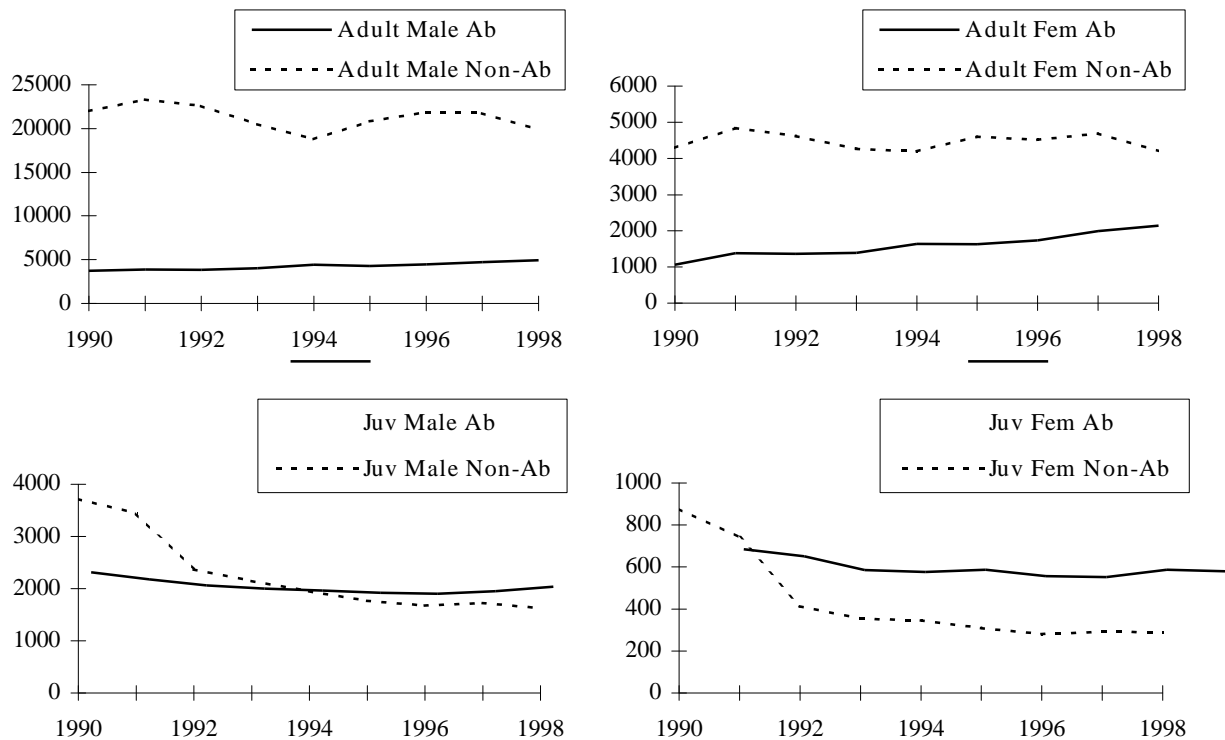 Adult Male Ab
Adult Male Non-Ab
25000
20000
15000
10000
5000
0
1990 1992 1994 1996 1998
Adult Fem Ab
Adult Fem Non-Ab
6000
5000
4000
3000
2000
1000
0
1990 1992 1994 1996 1998
Juv Male Ab
Juv Male Non-Ab
4000
3000
2000
1000
0
1990 1992 1994 1996 1998
Juv Fem Ab
Juv Fem Non-Ab
1000
800
600
400
200
0
1990 1992 1994 1996 1998